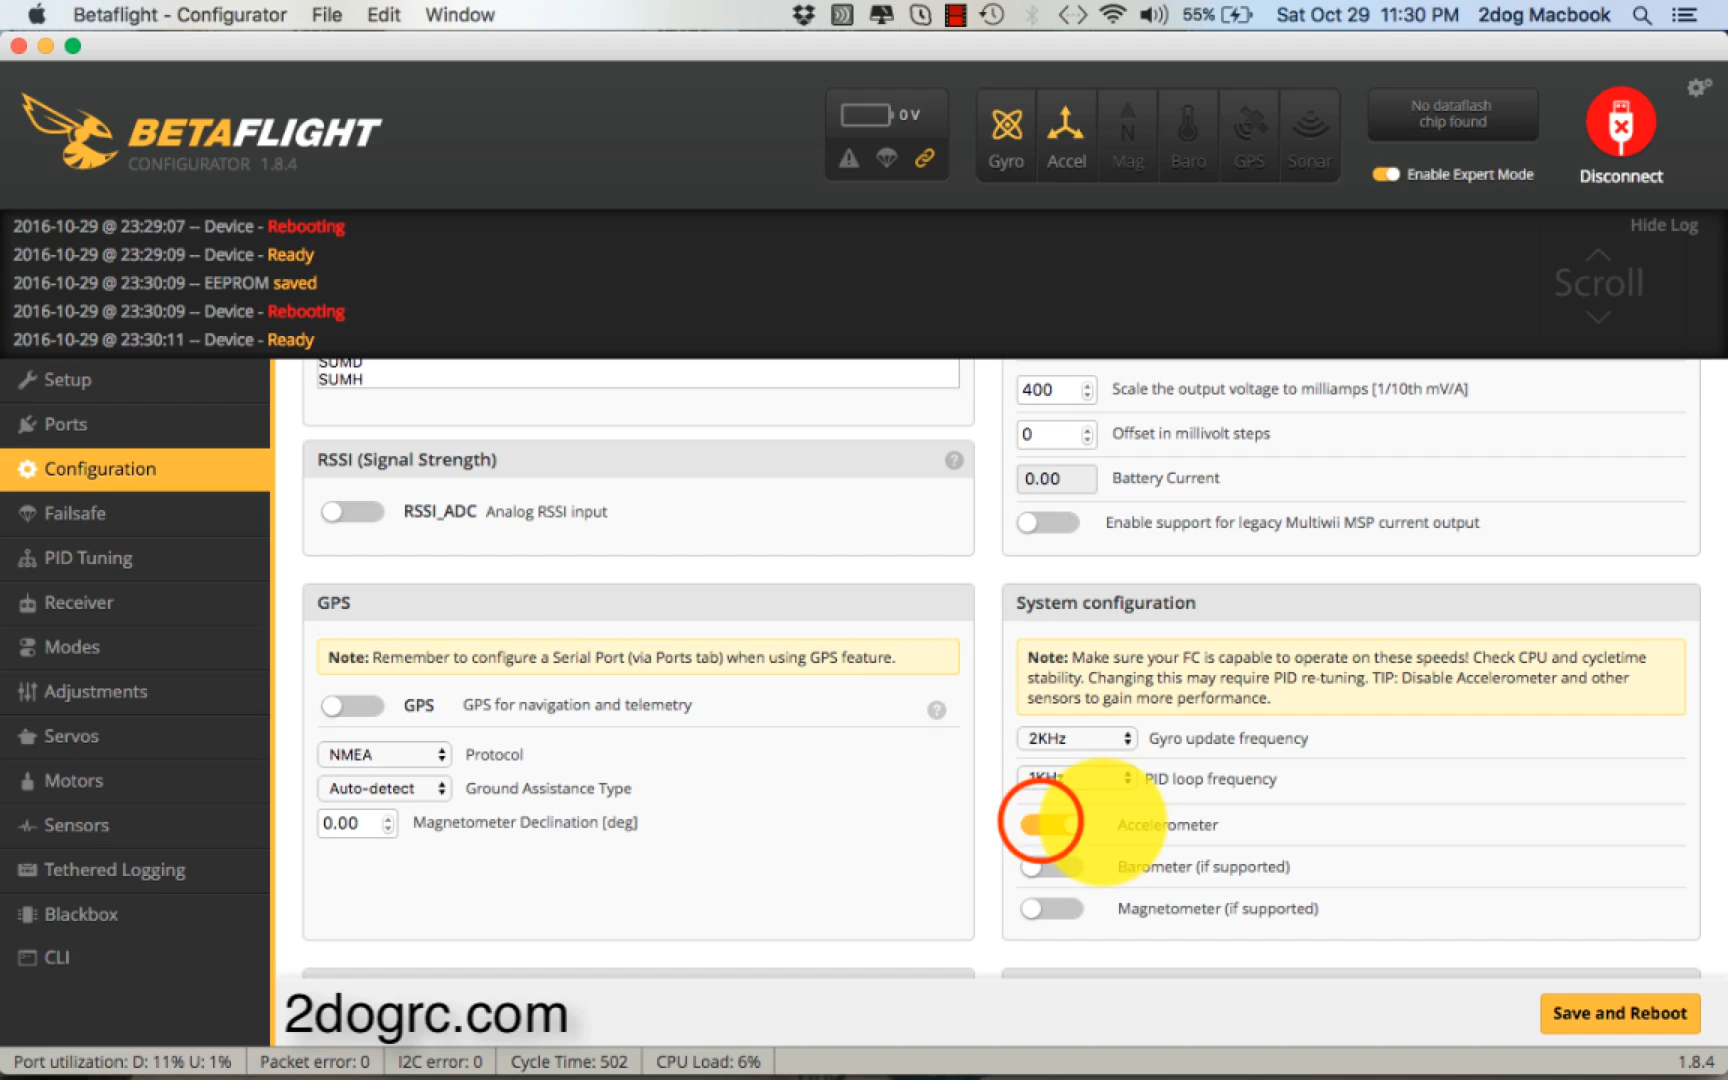 Betaflight - Configurator File Edit Window 55% Sat Oct 29 11:30 PM 2dog Macbook
BETAFLIGHT
CONFIGURATOR 1.8.4
0 V
Gyro Accel Mag Baro GPS Sonar
No dataflash
chip found
Enable Expert Mode
Disconnect
2016-10-29 @ 23:29:07 -- Device - Rebooting
2016-10-29 @ 23:29:09 -- Device - Ready
2016-10-29 @ 23:30:09 -- EEPROM saved
2016-10-29 @ 23:30:09 -- Device - Rebooting
2016-10-29 @ 23:30:11 -- Device - Ready
Hide Log
Scroll
Setup
Ports
Configuration
Failsafe
PID Tuning
Receiver
Modes
Adjustments
Servos
Motors
Sensors
Tethered Logging
Blackbox
CLI
SUMD
SUMH
RSSI (Signal Strength)
RSSI_ADC Analog RSSI input
GPS
Note: Remember to configure a Serial Port (via Ports tab) when using GPS feature.
GPS GPS for navigation and telemetry
NMEA Protocol
Auto-detect Ground Assistance Type
0.00 Magnetometer Declination [deg]
400 Scale the output voltage to milliamps [1/10th mV/A]
0 Offset in millivolt steps
0.00 Battery Current
Enable support for legacy Multiwii MSP current output
System configuration
Note: Make sure your FC is capable to operate on these speeds! Check CPU and cycletime
stability. Changing this may require PID re-tuning. TIP: Disable Accelerometer and other
sensors to gain more performance.
2KHz Gyro update frequency
1KHz PID loop frequency
Accelerometer
Barometer (if supported)
Magnetometer (if supported)
2dogrc.com
Save and Reboot
Port utilization: D: 11% U: 1% Packet error: 0 I2C error: 0 Cycle Time: 502 CPU Load: 6% 1.8.4